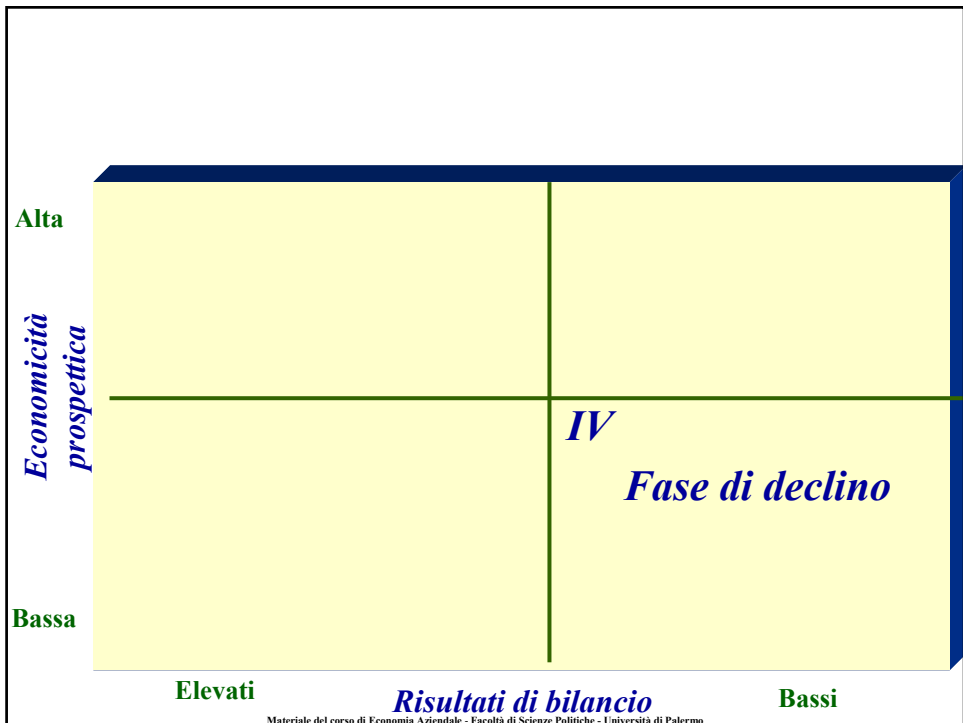 Alta
Economicità
prospettica
IV
Fase di declino
Bassa
Elevati
Risultati di bilancio
Bassi
Materiale del corso di Economia Aziendale - Facoltà di Scienze Politiche - Università di Palermo